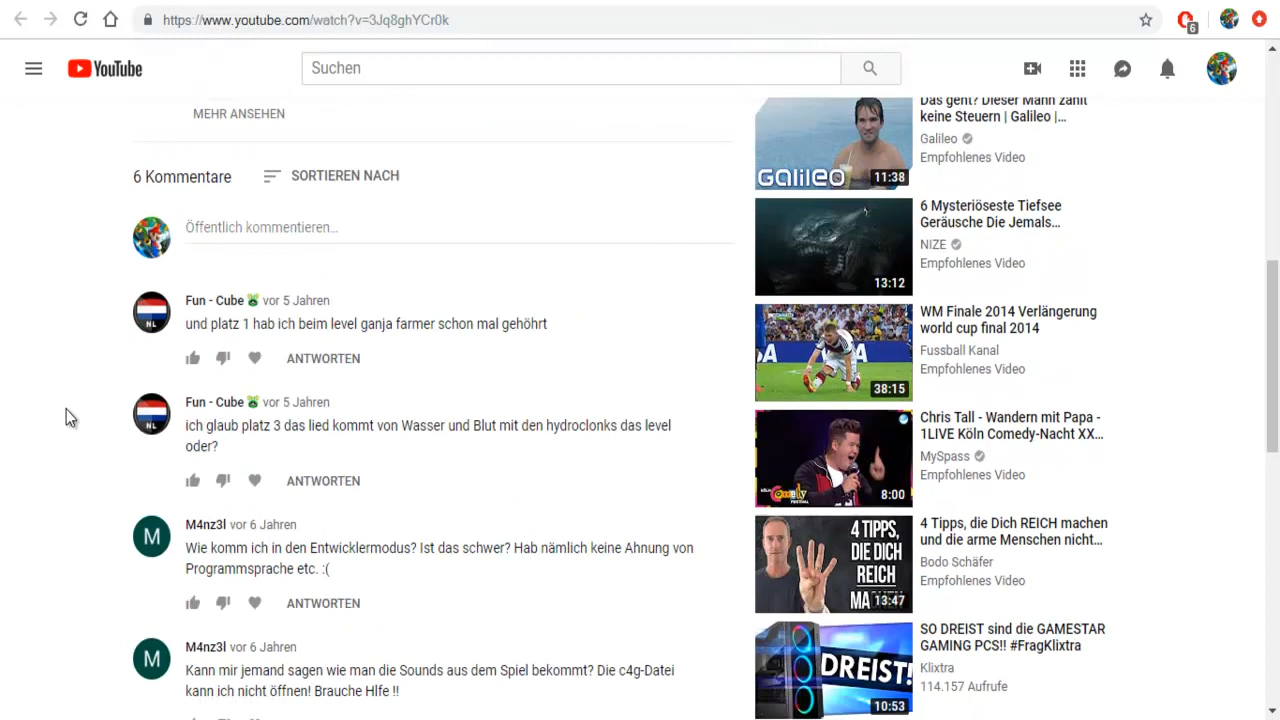 https://www.youtube.com/watch?v=3Jq8ghYCr0k
6
YouTube
Suchen
MEHR ANSEHEN
6 Kommentare
SORTIEREN NACH
Öffentlich kommentieren...
Fun - Cube vor 5 Jahren
NL
und platz 1 hab ich beim level ganja farmer schon mal gehöhrt
ANTWORTEN
Fun - Cube vor 5 Jahren
NL
ich glaub platz 3 das lied kommt von Wasser und Blut mit den hydroclonks das level
oder?
ANTWORTEN
M
M4nz3l vor 6 Jahren
Wie komm ich in den Entwicklermodus? Ist das schwer? Hab nämlich keine Ahnung von
Programmsprache etc. :(
ANTWORTEN
M
M4nz3l vor 6 Jahren
Kann mir jemand sagen wie man die Sounds aus dem Spiel bekommt? Die c4g-Datei
kann ich nicht öffnen! Brauche HIfe !!
Das geht? Dieser Mann zahlt
keine Steuern | Galileo |...
Galileo
Empfohlenes Video
GALILEO
11:38
6 Mysteriöseste Tiefsee
Geräusche Die Jemals...
NIZE
Empfohlenes Video
13:12
WM Finale 2014 Verlängerung
world cup final 2014
Fussball Kanal
Empfohlenes Video
38:15
Chris Tall - Wandern mit Papa -
1LIVE Köln Comedy-Nacht XX...
MySpass
Empfohlenes Video
8:00
4 Tipps, die Dich REICH machen
und die arme Menschen nicht...
Bodo Schäfer
Empfohlenes Video
4 TIPPS,
DIE DICH
REICH
MA
13:47
SO DREIST sind die GAMESTAR
GAMING PCS!! #FragKlixtra
Klixtra
114.157 Aufrufe
DREIST!
10:53